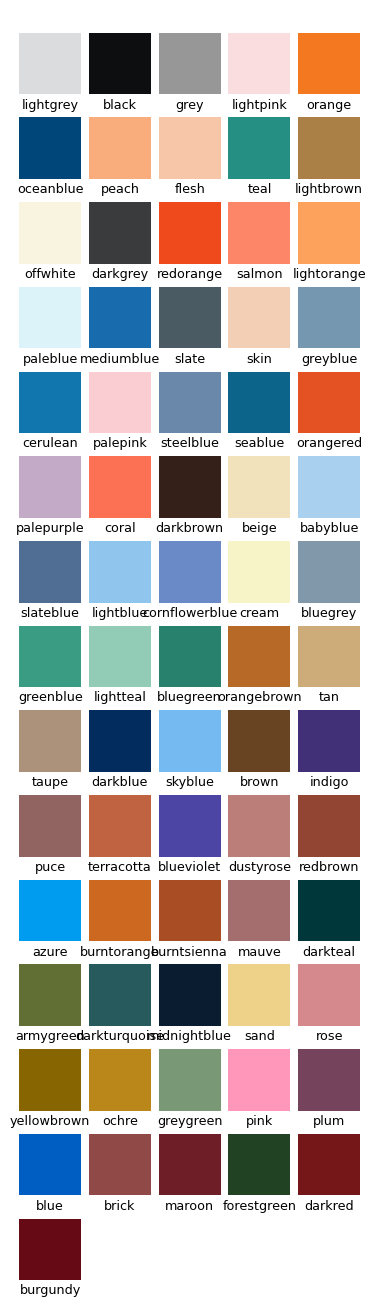 lightgrey black grey lightpink orange
oceanblue peach flesh teal lightbrown
offwhite darkgrey redorange salmon lightorange
paleblue mediumblue slate skin greyblue
cerulean palepink steelblue seablue orangered
palepurple coral darkbrown beige babyblue
slateblue lightblue cornflowerblue cream bluegrey
greenblue lightteal bluegreen orangebrown tan
taupe darkblue skyblue brown indigo
puce terracotta blueviolet dustyrose redbrown
azure burntorange burntsienna mauve darkteal
armygreen darkturquoise midnightblue sand rose
yellowbrown ochre greygreen pink plum
blue brick maroon forestgreen darkred
burgundy